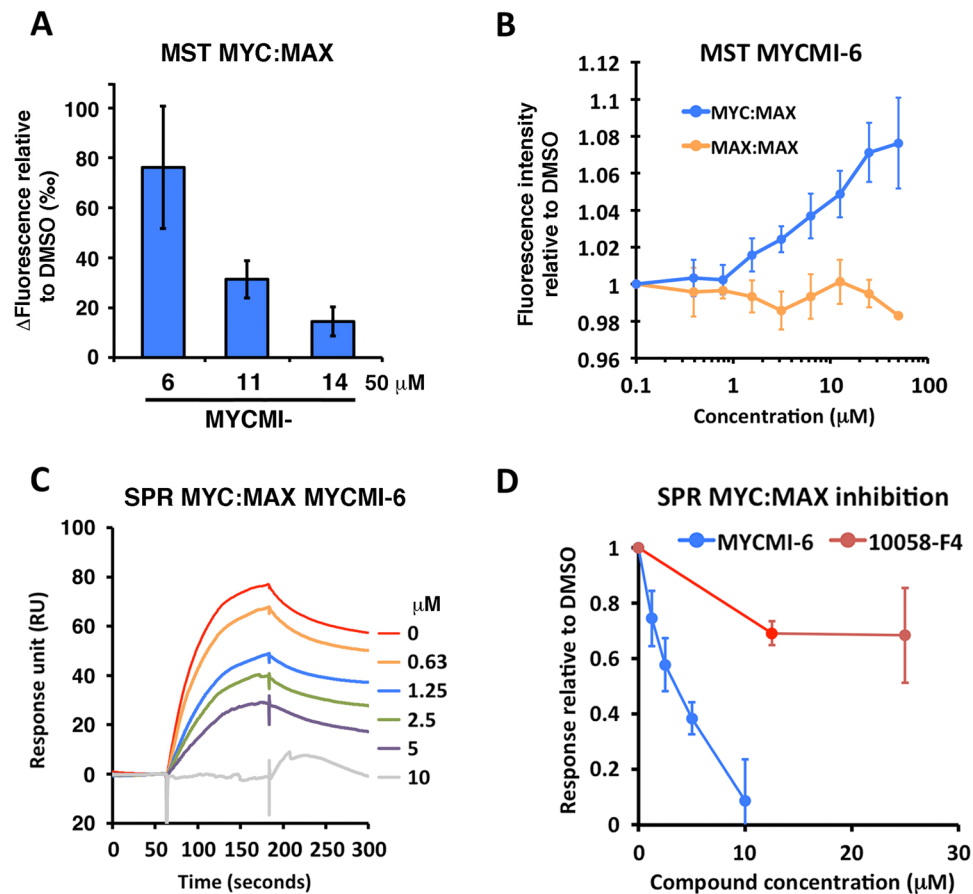 A
MST MYC:MAX
ΔFluorescence relative
to DMSO (‰)
100
80
60
40
20
0
6 11 14 50 μM
MYCMI-
B
MST MYCMI-6
Fluorescence intensity
relative to DMSO
1.12
1.1
1.08
1.06
1.04
1.02
1
0.98
0.96
MYC:MAX
MAX:MAX
0.1 1 10 100
Concentration (μM)
C
SPR MYC:MAX MYCMI-6
Response unit (RU)
100
80
60
40
20
0
20
μM
0
0.63
1.25
2.5
5
10
0 50 100 150 200 250 300
Time (seconds)
D
SPR MYC:MAX inhibition
MYCMI-6 10058-F4
Response relative to DMSO
1
0.8
0.6
0.4
0.2
0
0 10 20 30
Compound concentration (μM)